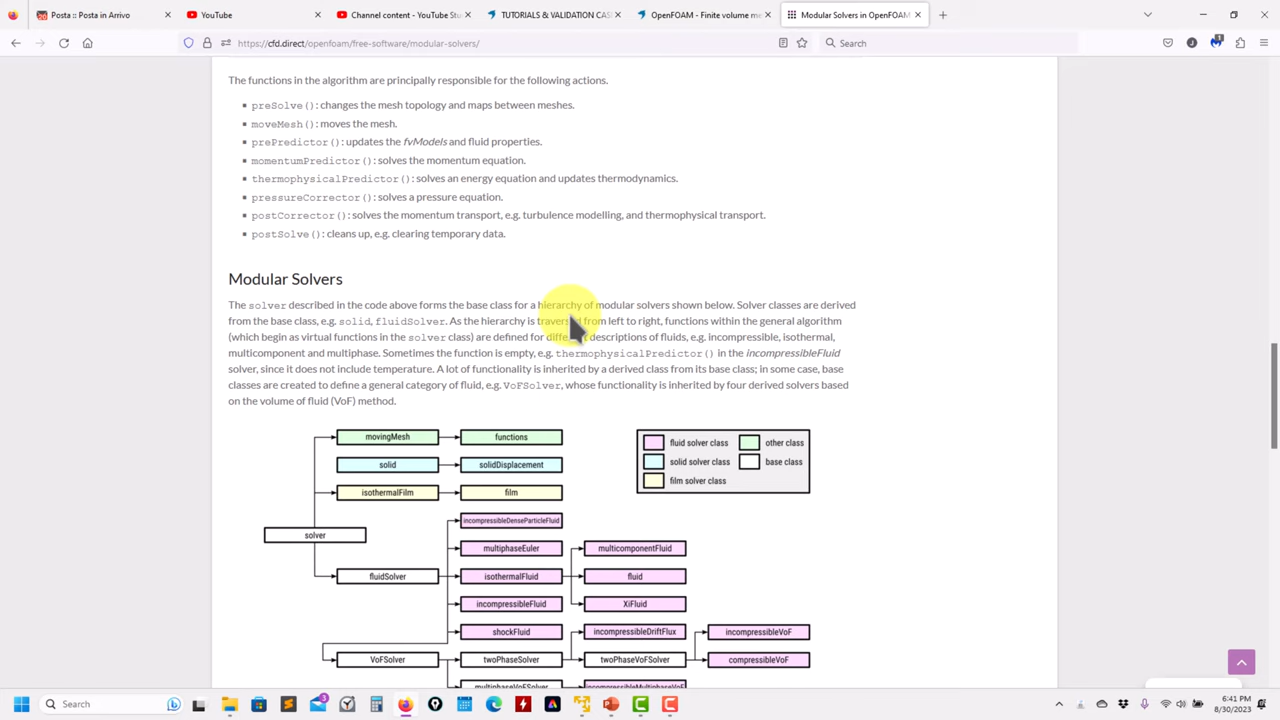 Posta :: Posta in Arrivo
YouTube
Channel content - YouTube Stu
TUTORIALS & VALIDATION CAS
OpenFOAM - Finite volume me
Modular Solvers in OpenFOAM
https://cfd.direct/openfoam/free-software/modular-solvers/
Search
The functions in the algorithm are principally responsible for the following actions.
preSolve(): changes the mesh topology and maps between meshes.
moveMesh(): moves the mesh.
prePredictor(): updates the fvModels and fluid properties.
momentumPredictor(): solves the momentum equation.
thermophysicalPredictor(): solves an energy equation and updates thermodynamics.
pressureCorrector(): solves a pressure equation.
postCorrector(): solves the momentum transport, e.g. turbulence modelling, and thermophysical transport.
postSolve(): cleans up, e.g. clearing temporary data.
Modular Solvers
The solver described in the code above forms the base class for a hierarchy of modular solvers shown below. Solver classes are derived
from the base class, e.g. solid, fluidSolver. As the hierarchy is traversed from left to right, functions within the general algorithm
(which begin as virtual functions in the solver class) are defined for different descriptions of fluids, e.g. incompressible, isothermal,
multicomponent and multiphase. Sometimes the function is empty, e.g. thermophysicalPredictor() in the incompressibleFluid
solver, since it does not include temperature. A lot of functionality is inherited by a derived class from its base class; in some case, base
classes are created to define a general category of fluid, e.g. VoFSolver, whose functionality is inherited by four derived solvers based
on the volume of fluid (VoF) method.
movingMesh
functions
fluid solver class
other class
solid
solidDisplacement
solid solver class
base class
isothermalFilm
film
film solver class
incompressibleDenseParticleFluid
solver
multiphaseEuler
multicomponentFluid
fluidSolver
isothermalFluid
fluid
incompressibleFluid
XiFluid
shockFluid
incompressibleDriftFlux
incompressibleVoF
VoFSolver
twoPhaseSolver
twoPhaseVoFSolver
compressibleVoF
multiphaseVoFSolver
incompressibleMultiphaseVoF
Search
3
:41 PM
8/30/2023